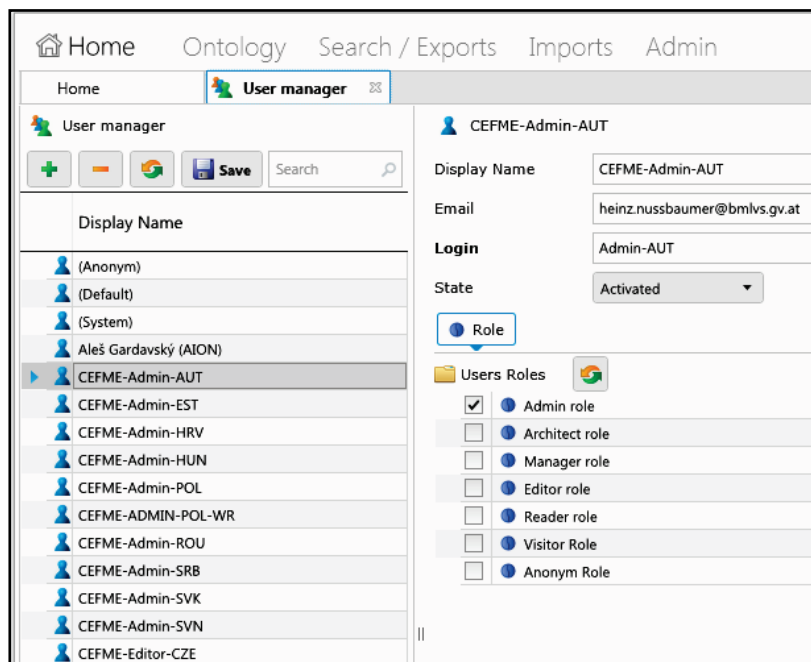 Home Ontology Search / Exports Imports Admin
Home User manager
User manager
Save Search
Display Name
(Anonym)
(Default)
(System)
Aleš Gardavský (AION)
CEFME-Admin-AUT
CEFME-Admin-EST
CEFME-Admin-HRV
CEFME-Admin-HUN
CEFME-Admin-POL
CEFME-ADMIN-POL-WR
CEFME-Admin-ROU
CEFME-Admin-SRB
CEFME-Admin-SVK
CEFME-Admin-SVN
CEFME-Editor-CZE
CEFME-Admin-AUT
Display Name CEFME-Admin-AUT
Email heinz.nussbaumer@bmlvs.gv.at
Login Admin-AUT
State Activated
Role
Users Roles
Admin role
Architect role
Manager role
Editor role
Reader role
Visitor Role
Anonym Role